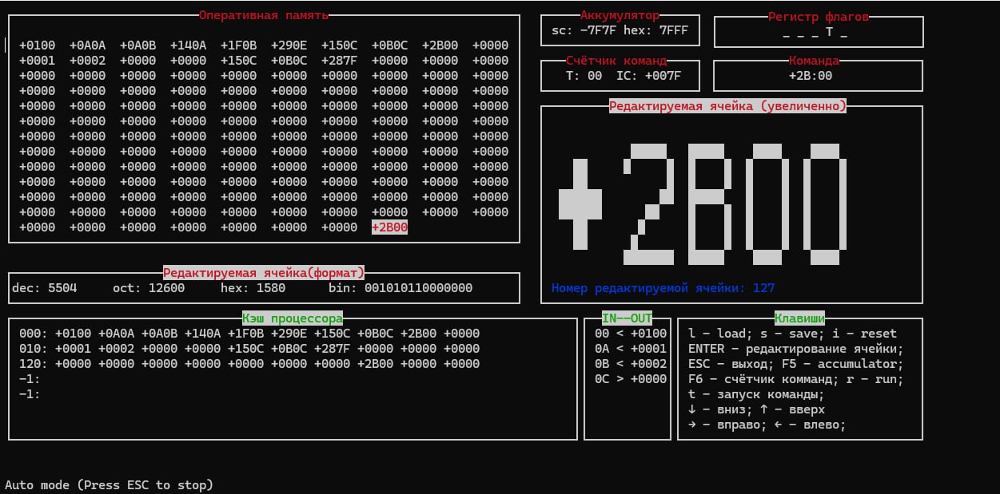 Оперативная память
+0100 +0A0A +0A0B +140A +1F0B +290E +150C +0B0C +2B00 +0000
+0001 +0002 +0000 +0000 +150C +0B0C +287F +0000 +0000 +0000
+0000 +0000 +0000 +0000 +0000 +0000 +0000 +0000 +0000 +0000
+0000 +0000 +0000 +0000 +0000 +0000 +0000 +0000 +0000 +0000
+0000 +0000 +0000 +0000 +0000 +0000 +0000 +0000 +0000 +0000
+0000 +0000 +0000 +0000 +0000 +0000 +0000 +0000 +0000 +0000
+0000 +0000 +0000 +0000 +0000 +0000 +0000 +0000 +0000 +0000
+0000 +0000 +0000 +0000 +0000 +0000 +0000 +0000 +0000 +0000
+0000 +0000 +0000 +0000 +0000 +0000 +0000 +0000 +0000 +0000
+0000 +0000 +0000 +0000 +0000 +0000 +0000 +0000 +0000 +0000
+0000 +0000 +0000 +0000 +0000 +0000 +0000 +0000 +0000 +0000
+0000 +0000 +0000 +0000 +0000 +0000 +0000 +0000 +0000 +0000
+0000 +0000 +0000 +0000 +0000 +0000 +0000 +2B00
Аккумулятор
sc: -7F7F hex: 7FFF
Регистр флагов
_ _ _ T _
Счётчик команд
T: 00 IC: +007F
Команда
+2B:00
Редактируемая ячейка (увеличенно)
+2B00
Номер редактируемой ячейки: 127
Редактируемая ячейка(формат)
dec: 5504 oct: 12600 hex: 1580 bin: 001010110000000
Кэш процессора
000: +0100 +0A0A +0A0B +140A +1F0B +290E +150C +0B0C +2B00 +0000
010: +0001 +0002 +0000 +0000 +150C +0B0C +287F +0000 +0000 +0000
120: +0000 +0000 +0000 +0000 +0000 +0000 +0000 +2B00 +0000 +0000
-1:
-1:
IN--OUT
00 < +0100
0A < +0001
0B < +0002
0C > +0000
Клавиши
l - load; s - save; i - reset
ENTER - редактирование ячейки;
ESC - выход; F5 - accumulator;
F6 - счётчик комманд; r - run;
t - запуск команды;
↓ - вниз; ↑ - вверх
→ - вправо; ← - влево;
Auto mode (Press ESC to stop)